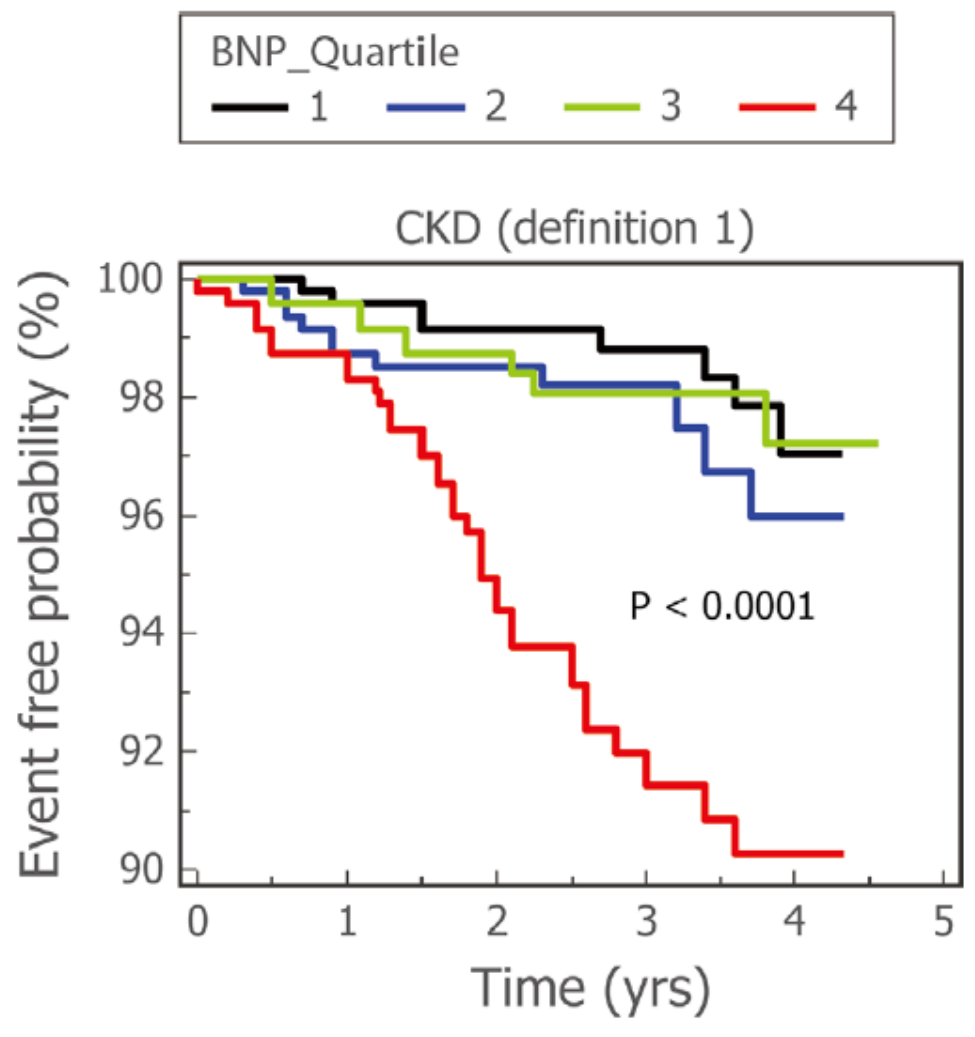 BNP_Quartile
1 2 3 4
CKD (definition 1)
Event free probability (%)
100
98
96
94
92
90
P < 0.0001
0 1 2 3 4 5
Time (yrs)